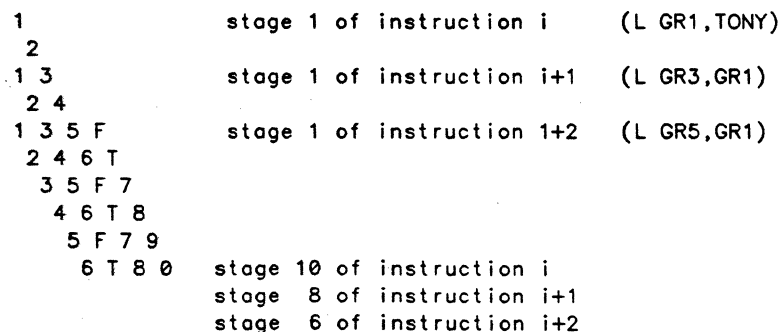 1 stage 1 of instruction i (L GR1,TONY)
2
1 3 stage 1 of instruction i+1 (L GR3,GR1)
2 4
1 3 5 F stage 1 of instruction 1+2 (L GR5,GR1)
2 4 6 T
3 5 F 7
4 6 T 8
5 F 7 9
6 T 8 0 stage 10 of instruction i
stage 8 of instruction i+1
stage 6 of instruction i+2